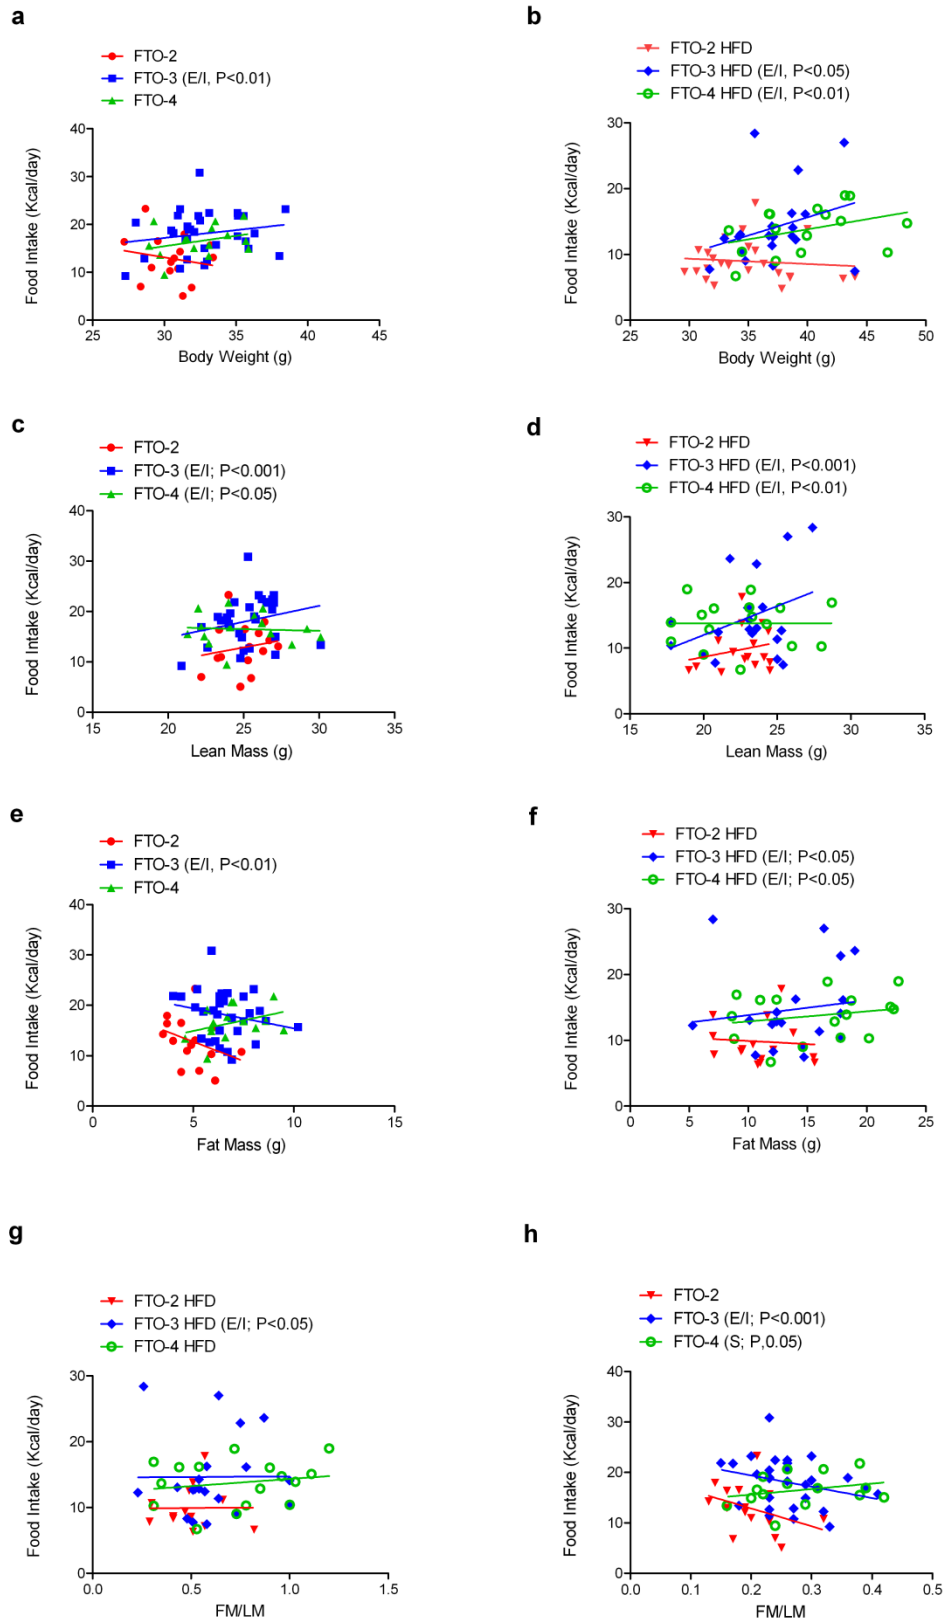 a
FTO-2
FTO-3 (E/I, P<0.01)
FTO-4
Food Intake (Kcal/day)
40
30
20
10
0
25 30 35 40 45
Body Weight (g)
b
FTO-2 HFD
FTO-3 HFD (E/I, P<0.05)
FTO-4 HFD (E/I, P<0.01)
Food Intake (Kcal/day)
30
20
10
0
25 30 35 40 45 50
Body Weight (g)
c
FTO-2
FTO-3 (E/I; P<0.001)
FTO-4 (E/I; P<0.05)
Food Intake (Kcal/day)
40
30
20
10
0
15 20 25 30 35
Lean Mass (g)
d
FTO-2 HFD
FTO-3 HFD (E/I, P<0.001)
FTO-4 HFD (E/I, P<0.01)
Food Intake (Kcal/day)
30
20
10
0
15 20 25 30 35
Lean Mass (g)
e
FTO-2
FTO-3 (E/I, P<0.01)
FTO-4
Food Intake (Kcal/day)
40
30
20
10
0
0 5 10 15
Fat Mass (g)
f
FTO-2 HFD
FTO-3 HFD (E/I; P<0.05)
FTO-4 HFD (E/I; P<0.05)
Food Intake (Kcal/day)
30
20
10
0
0 5 10 15 20 25
Fat Mass (g)
g
FTO-2 HFD
FTO-3 HFD (E/I; P<0.05)
FTO-4 HFD
Food Intake (Kcal/day)
30
20
10
0
0.0 0.5 1.0 1.5
FM/LM
h
FTO-2
FTO-3 (E/I; P<0.001)
FTO-4 (S; P,0.05)
Food Intake (Kcal/day)
40
30
20
10
0
0.0 0.1 0.2 0.3 0.4 0.5
FM/LM